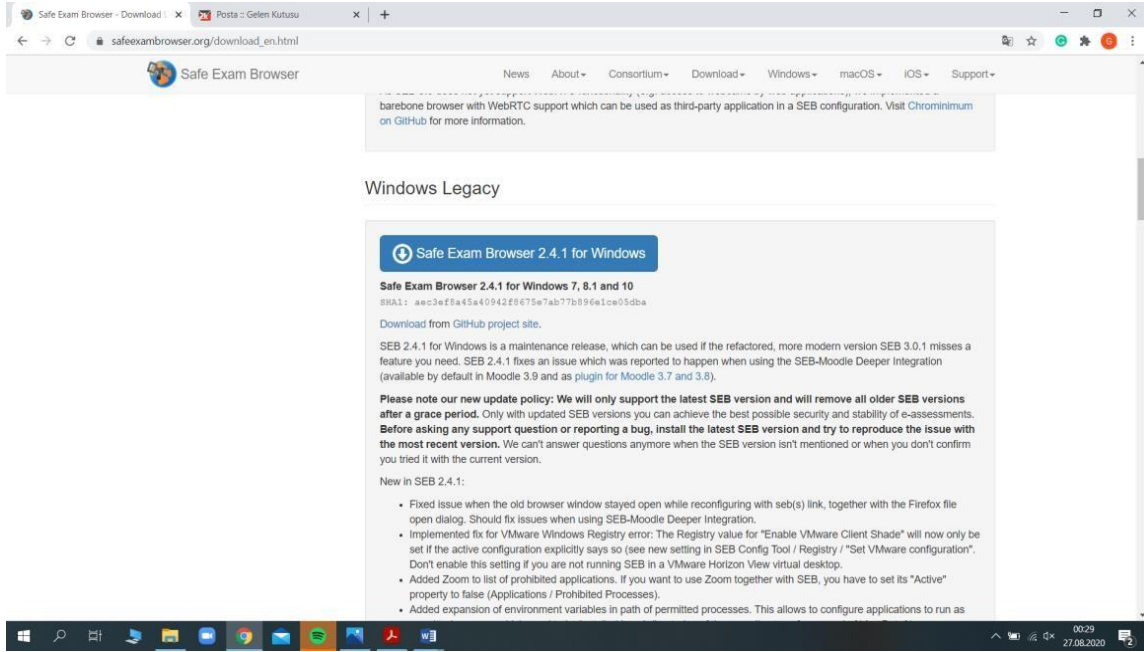 Safe Exam Browser - Download
Posta :: Gelen Kutusu
safeexambrowser.org/download_en.html
G
Safe Exam Browser
News About Consortium Download Windows macOS iOS Support
barebone browser with WebRTC support which can be used as third-party application in a SEB configuration. Visit Chrominimum
on GitHub for more information.
Windows Legacy
Safe Exam Browser 2.4.1 for Windows
Safe Exam Browser 2.4.1 for Windows 7, 8.1 and 10
SHA1: aec3ef8a45a40942f8675e7ab77b896e1ce05dba
Download from GitHub project site.
SEB 2.4.1 for Windows is a maintenance release, which can be used if the refactored, more modern version SEB 3.0.1 misses a
feature you need. SEB 2.4.1 fixes an issue which was reported to happen when using the SEB-Moodle Deeper Integration
(available by default in Moodle 3.9 and as plugin for Moodle 3.7 and 3.8).
Please note our new update policy: We will only support the latest SEB version and will remove all older SEB versions
after a grace period. Only with updated SEB versions you can achieve the best possible security and stability of e-assessments.
Before asking any support question or reporting a bug, install the latest SEB version and try to reproduce the issue with
the most recent version. We can't answer questions anymore when the SEB version isn't mentioned or when you don't confirm
you tried it with the current version.
New in SEB 2.4.1:
• Fixed issue when the old browser window stayed open while reconfiguring with seb(s) link, together with the Firefox file
open dialog. Should fix issues when using SEB-Moodle Deeper Integration.
• Implemented fix for VMware Windows Registry error: The Registry value for "Enable VMware Client Shade" will now only be
set if the active configuration explicitly says so (see new setting in SEB Config Tool / Registry / "Set VMware configuration".
Don't enable this setting if you are not running SEB in a VMware Horizon View virtual desktop.
• Added Zoom to list of prohibited applications. If you want to use Zoom together with SEB, you have to set its "Active"
property to false (Applications / Prohibited Processes).
• Added expansion of environment variables in path of permitted processes. This allows to configure applications to run as
00:29
27.08.2020
2